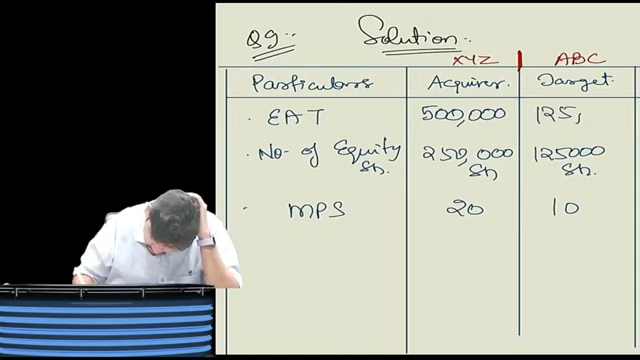 Q9:- Solution:-
XYZ | ABC
Particulars Acquirer. Target.
. EAT 500,000 125,
. No- of Equity Sh. 250,000 Sh 125000 Sh.
. MPS 20 10